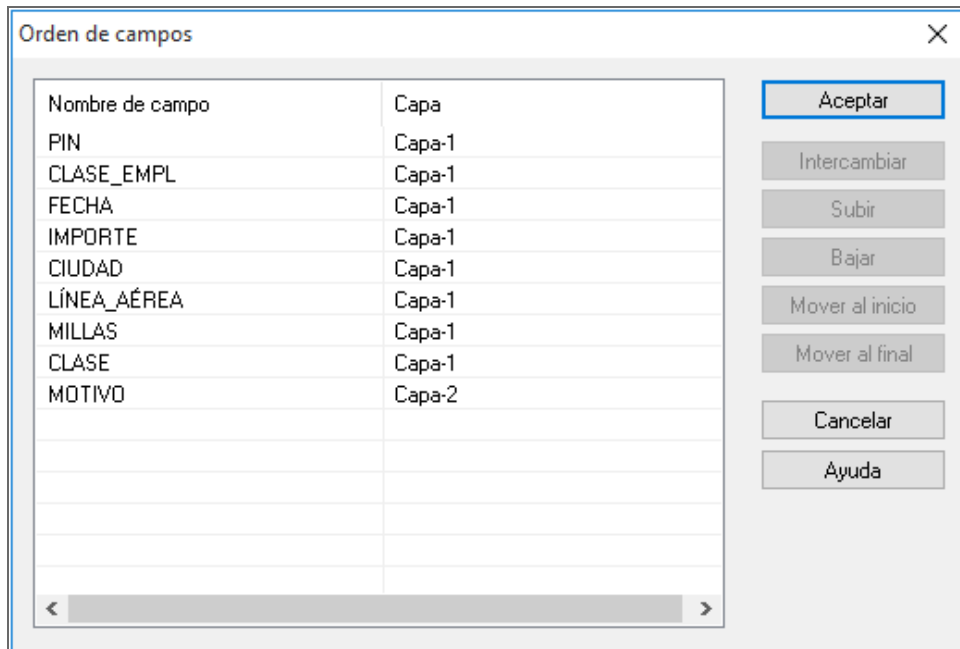 Orden de campos
Nombre de campo Capa
PIN Capa-1
CLASE_EMPL Capa-1
FECHA Capa-1
IMPORTE Capa-1
CIUDAD Capa-1
LÍNEA_AÉREA Capa-1
MILLAS Capa-1
CLASE Capa-1
MOTIVO Capa-2
Aceptar
Intercambiar
Subir
Bajar
Mover al inicio
Mover al final
Cancelar
Ayuda